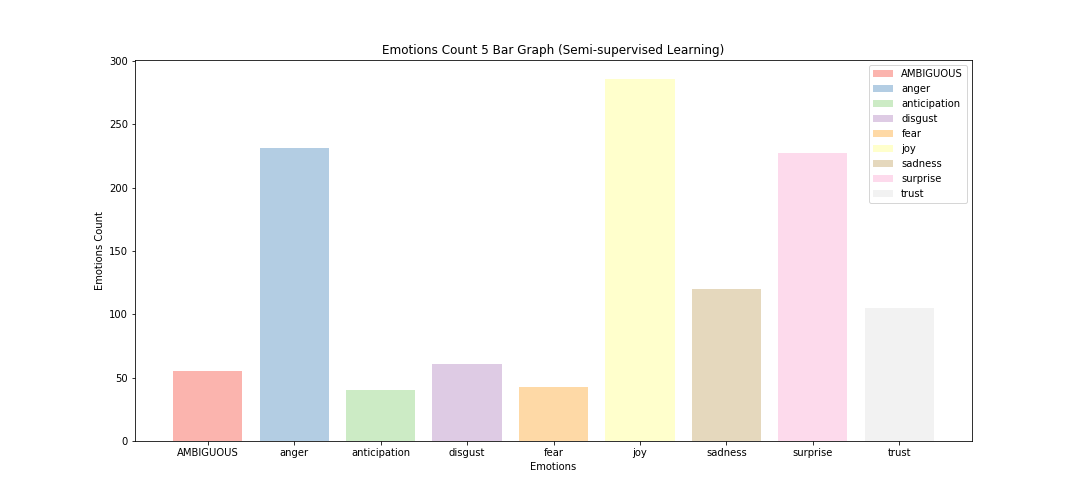 Emotions Count 5 Bar Graph (Semi-supervised Learning)
300
250
200
150
100
50
0
Emotions Count
AMBIGUOUS
anger
anticipation
disgust
fear
joy
sadness
surprise
trust
AMBIGUOUS anger anticipation disgust fear joy sadness surprise trust
Emotions